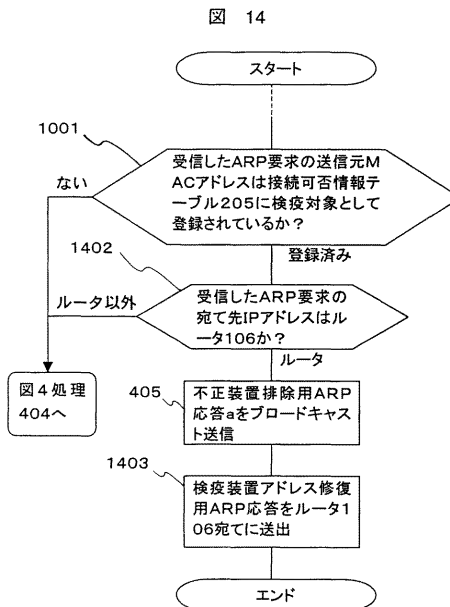 図 14
スタート
1001
受信したARP要求の送信元M
ACアドレスは接続可否情報テ
ーブル205に検疫対象として
登録されているか？
ない
登録済み
1402
受信したARP要求の
宛て先IPアドレスはル
ータ106か？
ルータ以外
ルータ
図４処理
404へ
405
不正装置排除用ARP
応答aをブロードキャス
ト送信
1403
検疫装置アドレス修復
用ARP応答をルータ1
06宛てに送出
エンド